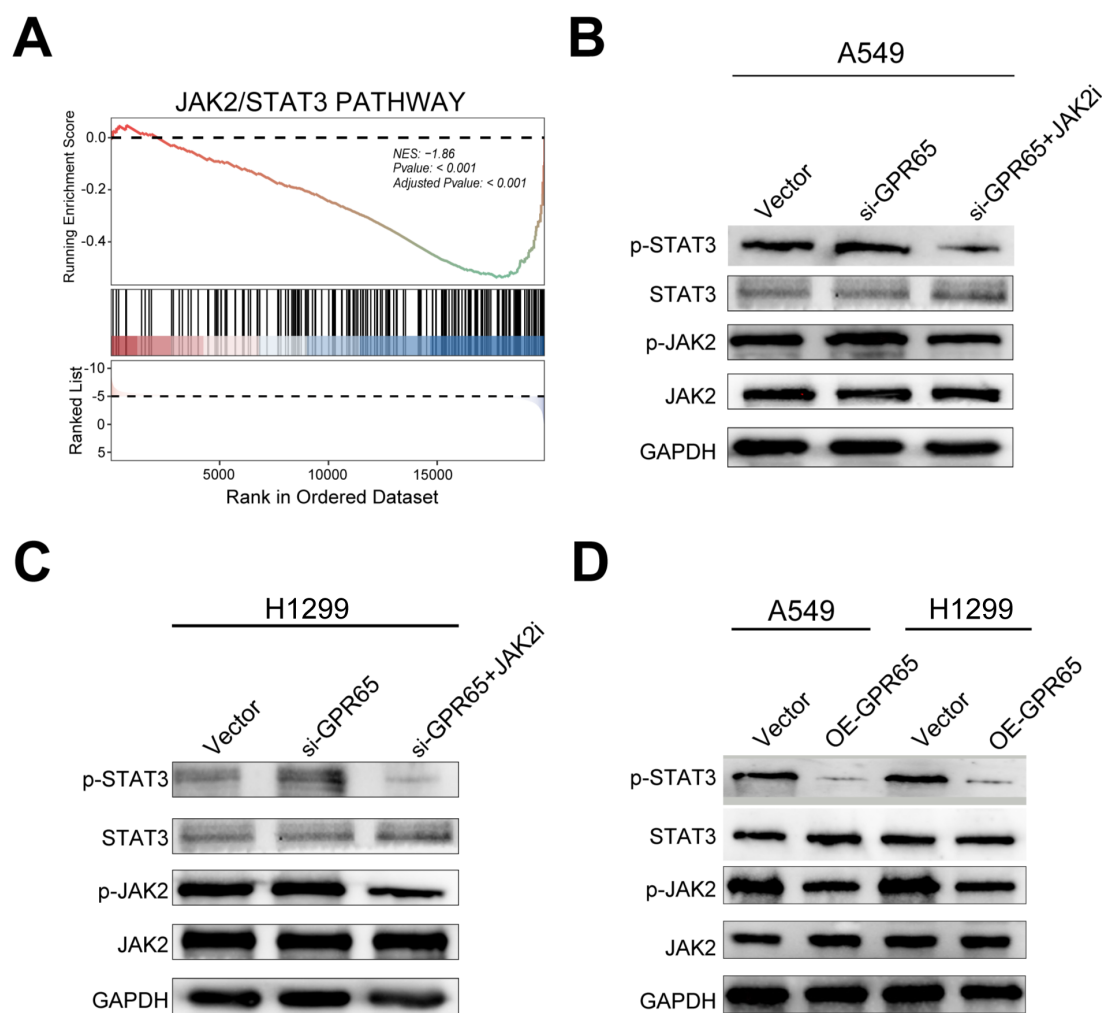 A
JAK2/STAT3 PATHWAY
Running Enrichment Score
0.0
-0.2
-0.4
NES: −1.86
Pvalue: < 0.001
Adjusted Pvalue: < 0.001
Ranked List
-10
-5
0
5
5000
10000
15000
Rank in Ordered Dataset
B
A549
Vector
si-GPR65
si-GPR65+JAK2i
p-STAT3
STAT3
p-JAK2
JAK2
GAPDH
C
H1299
Vector
si-GPR65
si-GPR65+JAK2i
p-STAT3
STAT3
p-JAK2
JAK2
GAPDH
D
A549
H1299
Vector
OE-GPR65
Vector
OE-GPR65
p-STAT3
STAT3
p-JAK2
JAK2
GAPDH